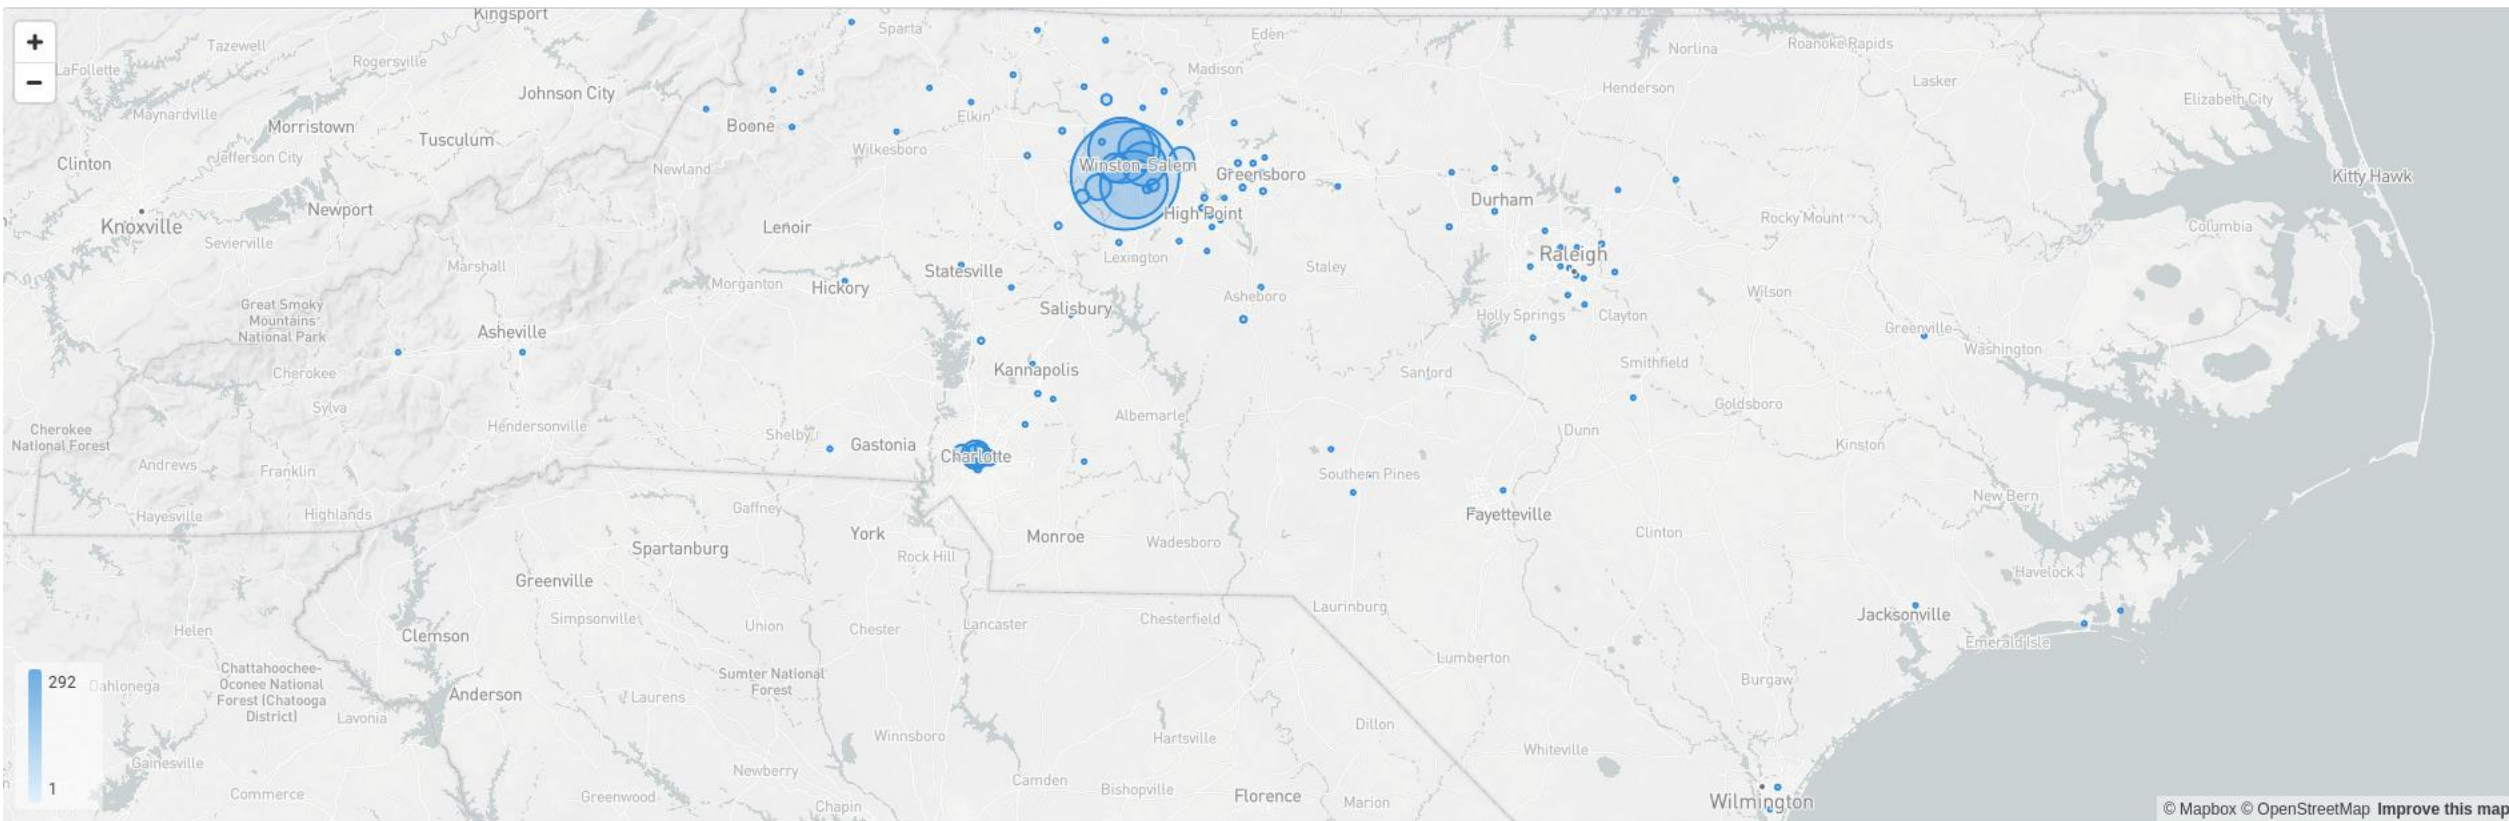 Kingsport
Sparta
Eden
Norlina
Roanoke Rapids
+
−
Tazewell
Rogersville
LaFollette
Madison
Lasker
Johnson City
Henderson
Elizabeth City
Maynardville
Morristown
Tusculum
Boone
Elkin
Clinton
Jefferson City
Newland
Wilkesboro
Winston-Salem
Greensboro
Kitty Hawk
Newport
Durham
High Point
Rocky Mount
Knoxville
Sevierville
Lenoir
Columbia
Marshall
Lexington
Raleigh
Statesville
Staley
Morganton
Hickory
Asheboro
Wilson
Great Smoky
Mountains
National Park
Salisbury
Holly Springs
Clayton
Asheville
Greenville
Washington
Cherokee
Kannapolis
Sanford
Smithfield
Sylva
Goldsboro
Albemarle
Hendersonville
Cherokee
National Forest
Shelby
Gastonia
Dunn
Kinston
Charlotte
Andrews
Franklin
Southern Pines
New Bern
Hayesville
Highlands
Gaffney
Fayetteville
York
Monroe
Wadesboro
Clinton
Spartanburg
Rock Hill
Greenville
Havelock
Laurinburg
Jacksonville
Simpsonville
Union
Chester
Lancaster
Chesterfield
Helen
Clemson
Emerald Isle
Lumberton
Chattahoochee-
Oconee National
Forest (Chatooga
District)
Sumter National
Forest
Burgaw
292
Dahlonega
Anderson
Laurens
Lavonia
Dillon
Winnsboro
Hartsville
Whiteville
Gainesville
Newberry
Camden
Bishopville
1
Commerce
Greenwood
Chapin
Florence
Marion
Wilmington
© Mapbox © OpenStreetMap Improve this map